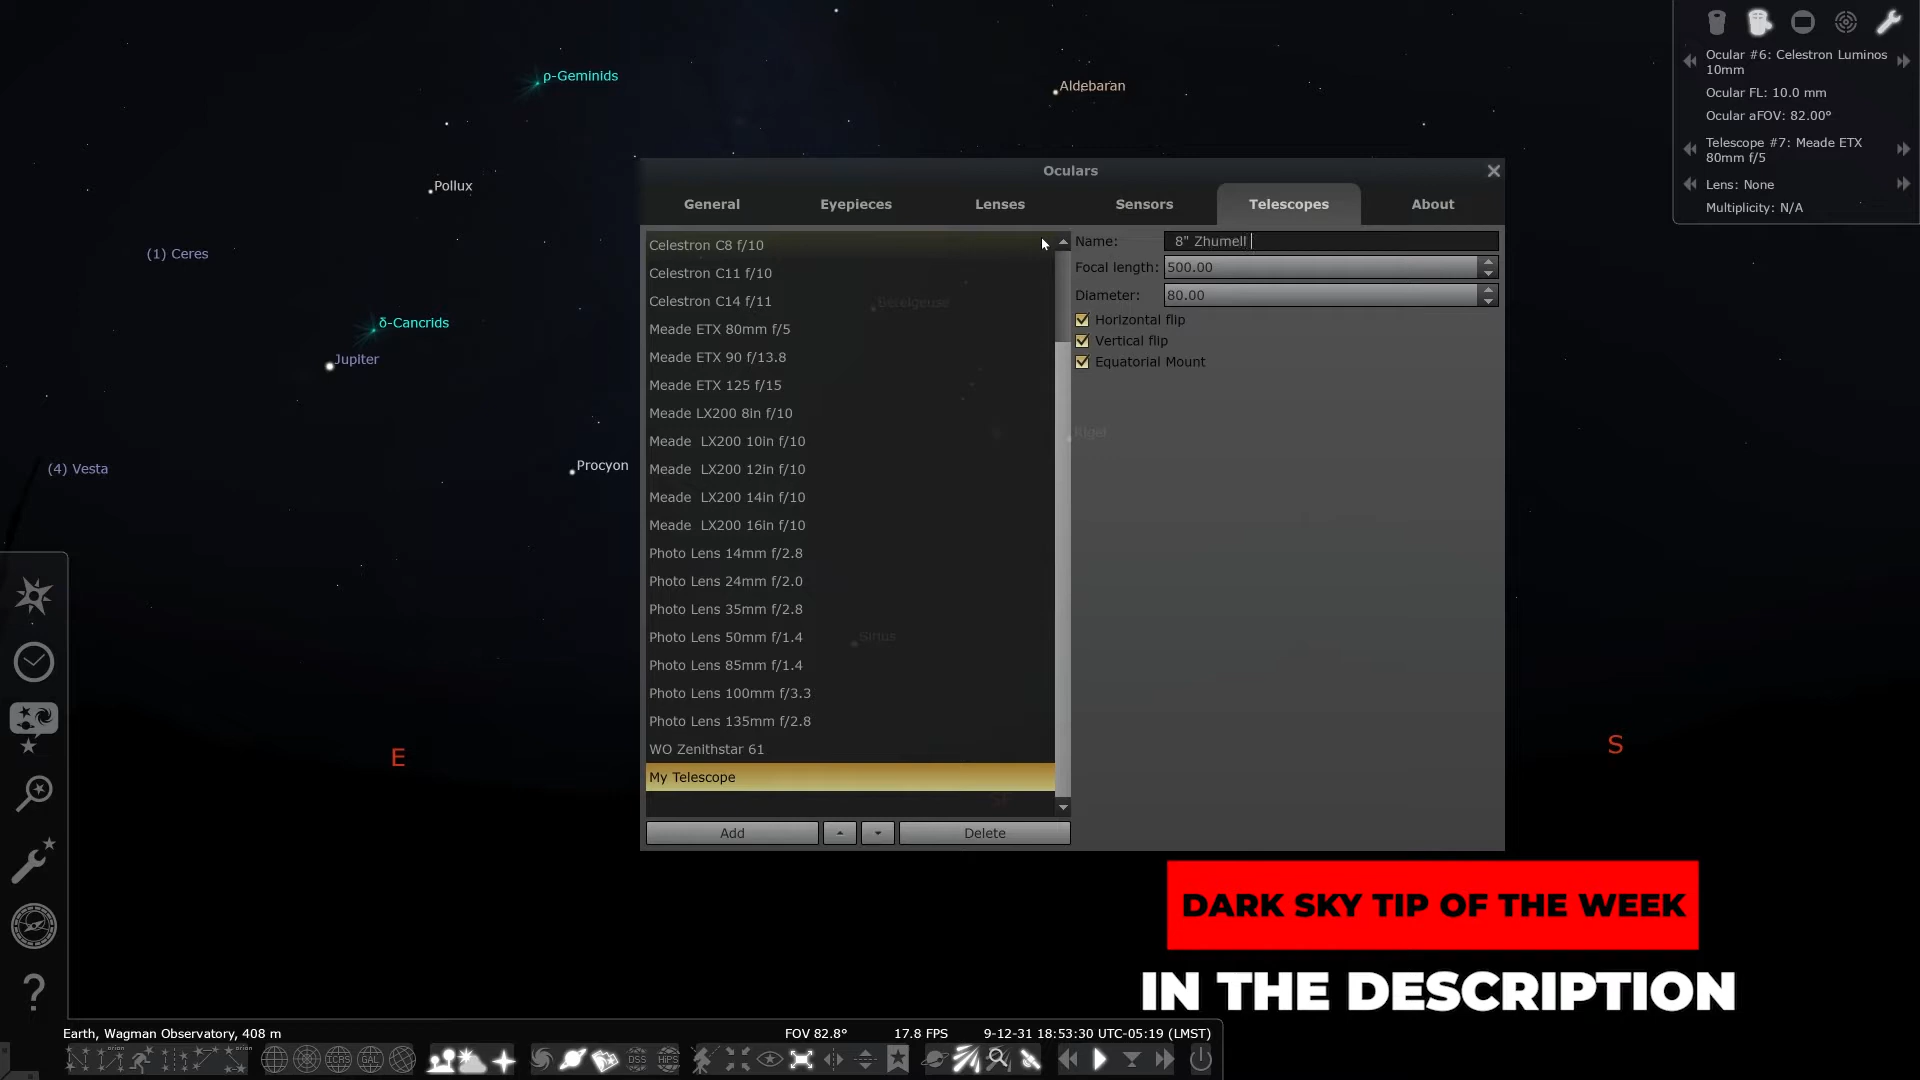 ρ-Geminids
Aldebaran
Pollux
(1) Ceres
δ-Cancrids
Jupiter
(4) Vesta
Procyon
E
S
Ocular #6: Celestron Luminos
10mm
Ocular FL: 10.0 mm
Ocular aFOV: 82.00°
Telescope #7: Meade ETX
80mm f/5
Lens: None
Multiplicity: N/A
Oculars
General
Eyepieces
Lenses
Sensors
Telescopes
About
Celestron C8 f/10
Celestron C11 f/10
Celestron C14 f/11
Betelgeuse
Meade ETX 80mm f/5
Meade ETX 90 f/13.8
Meade ETX 125 f/15
Meade LX200 8in f/10
Meade LX200 10in f/10
Rigel
Meade LX200 12in f/10
Meade LX200 14in f/10
Meade LX200 16in f/10
Photo Lens 14mm f/2.8
Photo Lens 24mm f/2.0
Photo Lens 35mm f/2.8
Photo Lens 50mm f/1.4
Sirius
Photo Lens 85mm f/1.4
Photo Lens 100mm f/3.3
Photo Lens 135mm f/2.8
WO Zenithstar 61
My Telescope
SE
Add
Delete
Name: 8" Zhumell
Focal length: 500.00
Diameter: 80.00
Horizontal flip
Vertical flip
Equatorial Mount
DARK SKY TIP OF THE WEEK
IN THE DESCRIPTION
Earth, Wagman Observatory, 408 m
FOV 82.8°
17.8 FPS
9-12-31 18:53:30 UTC-05:19 (LMST)
ICRS
GAL
DSS
HiPS